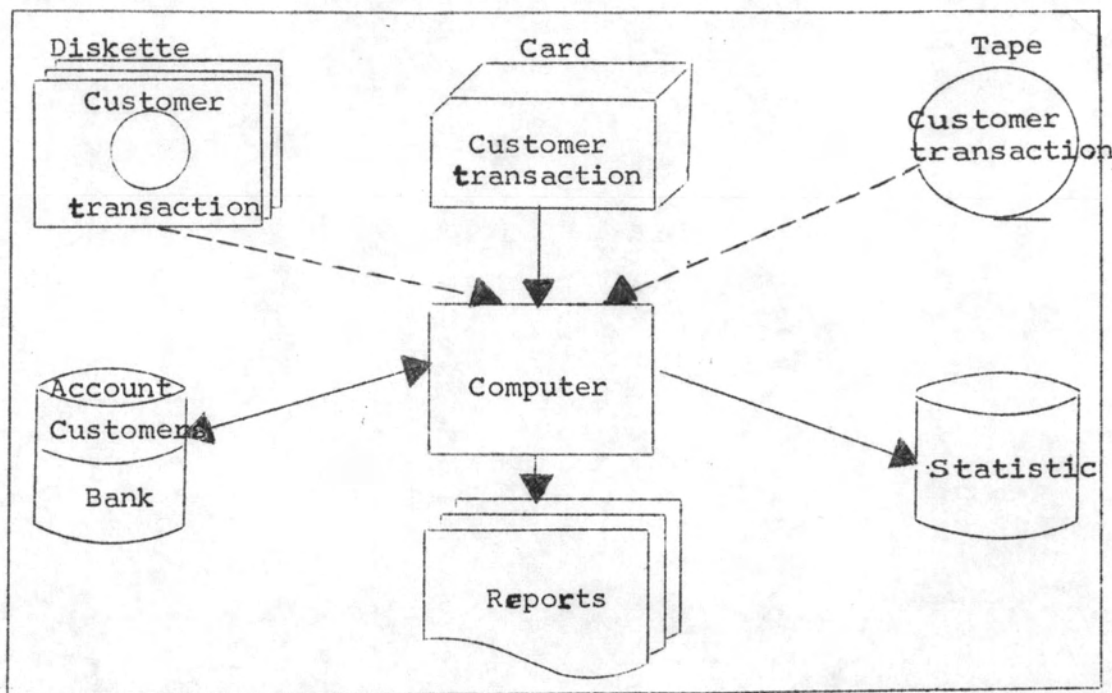 Diskette
Customer
transaction
Card
Customer
transaction
Tape
Customer
transaction
Computer
Account
Customers
Bank
Statistic
Reports